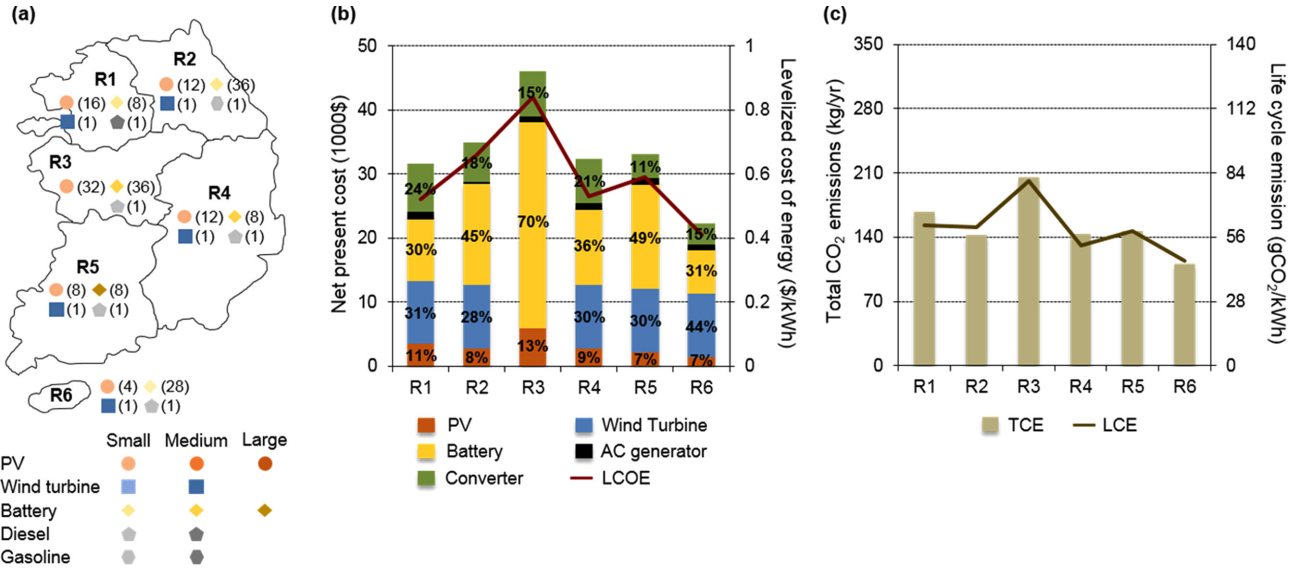 (a)
R2
(12) (36)
(1) (1)
R1
(16) (8)
(1) (1)
R3
(32) (36)
(1)
R4
(12) (8)
(1) (1)
R5
(8) (8)
(1) (1)
R6
(4) (28)
(1) (1)
Small Medium Large
PV
Wind turbine
Battery
Diesel
Gasoline
(b)
Net present cost (1000$)
50
40
30
20
10
0
24%
30%
31%
11%
18%
45%
28%
8%
15%
70%
13%
21%
36%
30%
9%
11%
49%
30%
7%
15%
31%
44%
7%
1
0.8
0.6
0.4
0.2
0
Levelized cost of energy ($/kWh)
R1 R2 R3 R4 R5 R6
PV Wind Turbine
Battery AC generator
Converter LCOE
(c)
Total CO₂ emissions (kg/yr)
350
280
210
140
70
0
140
112
84
56
28
0
Life cycle emission (gCO₂/kWh)
R1 R2 R3 R4 R5 R6
TCE LCE